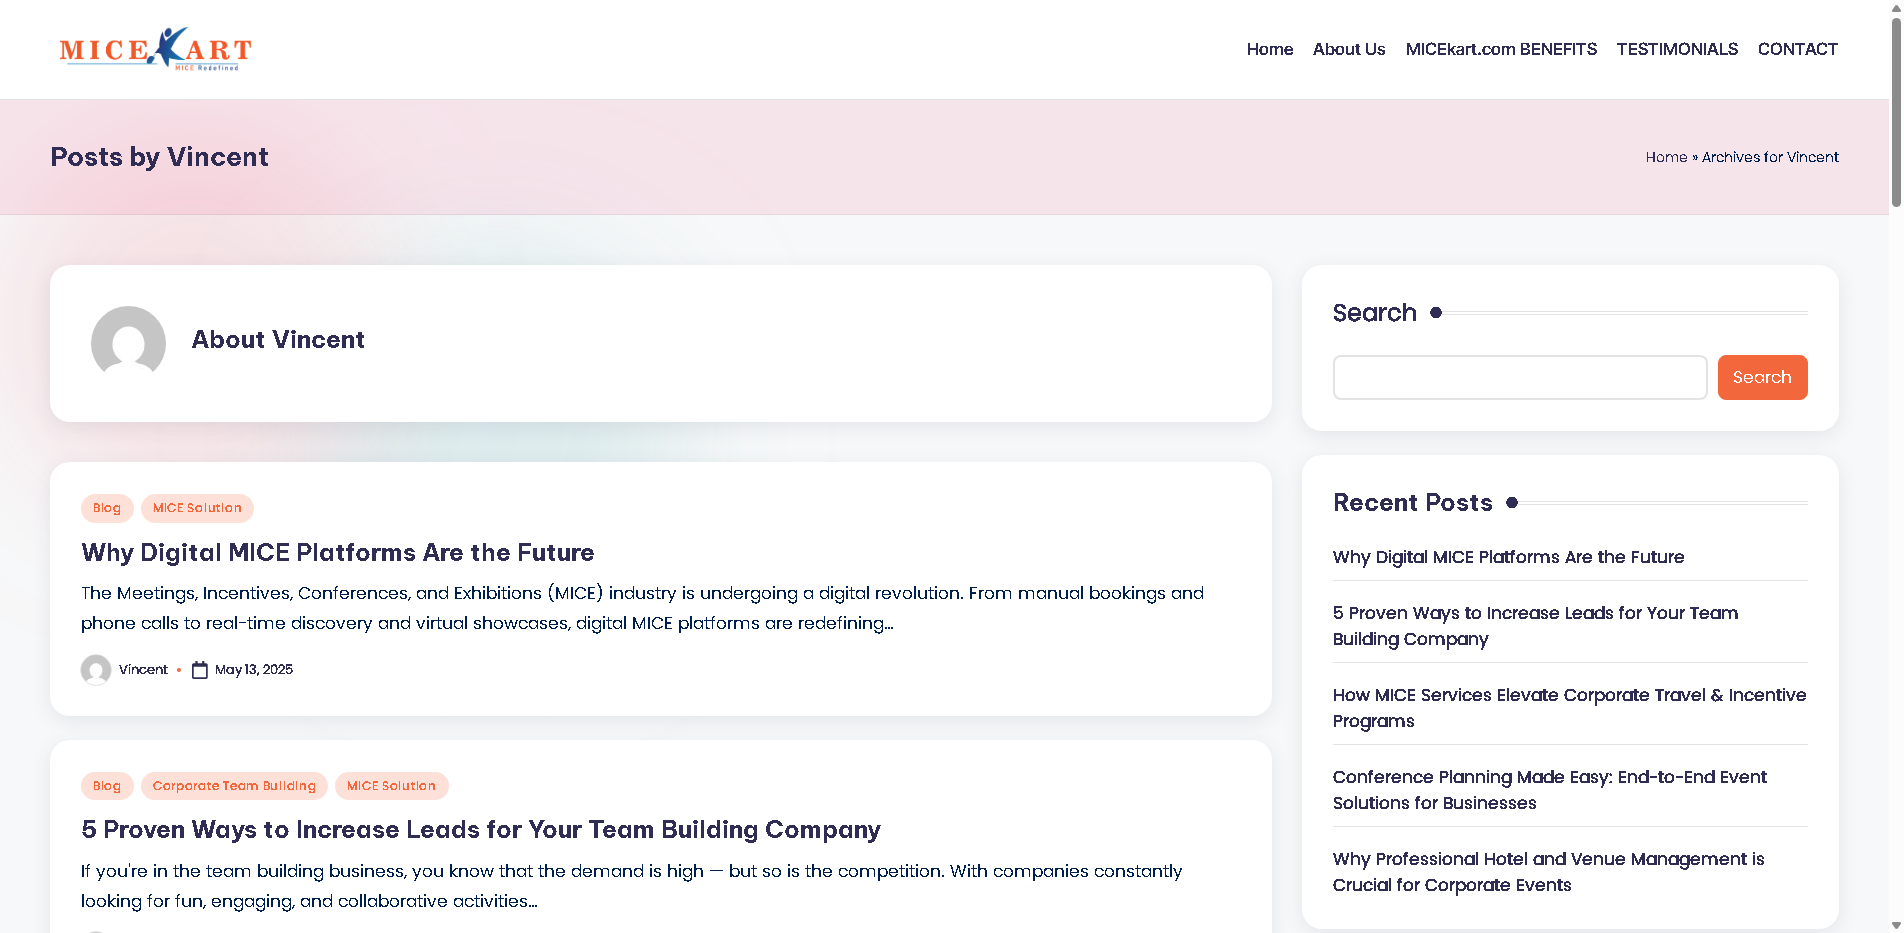 MICEKART
MICE Redefined
Home About Us MICEkart.com BENEFITS TESTIMONIALS CONTACT
Posts by Vincent
Home » Archives for Vincent
About Vincent
Blog MICE Solution
Why Digital MICE Platforms Are the Future
The Meetings, Incentives, Conferences, and Exhibitions (MICE) industry is undergoing a digital revolution. From manual bookings and
phone calls to real-time discovery and virtual showcases, digital MICE platforms are redefining...
Vincent • May 13, 2025
Blog Corporate Team Building MICE Solution
5 Proven Ways to Increase Leads for Your Team Building Company
If you're in the team building business, you know that the demand is high — but so is the competition. With companies constantly
looking for fun, engaging, and collaborative activities...
Search
Search
Recent Posts
Why Digital MICE Platforms Are the Future
5 Proven Ways to Increase Leads for Your Team
Building Company
How MICE Services Elevate Corporate Travel & Incentive
Programs
Conference Planning Made Easy: End-to-End Event
Solutions for Businesses
Why Professional Hotel and Venue Management is
Crucial for Corporate Events